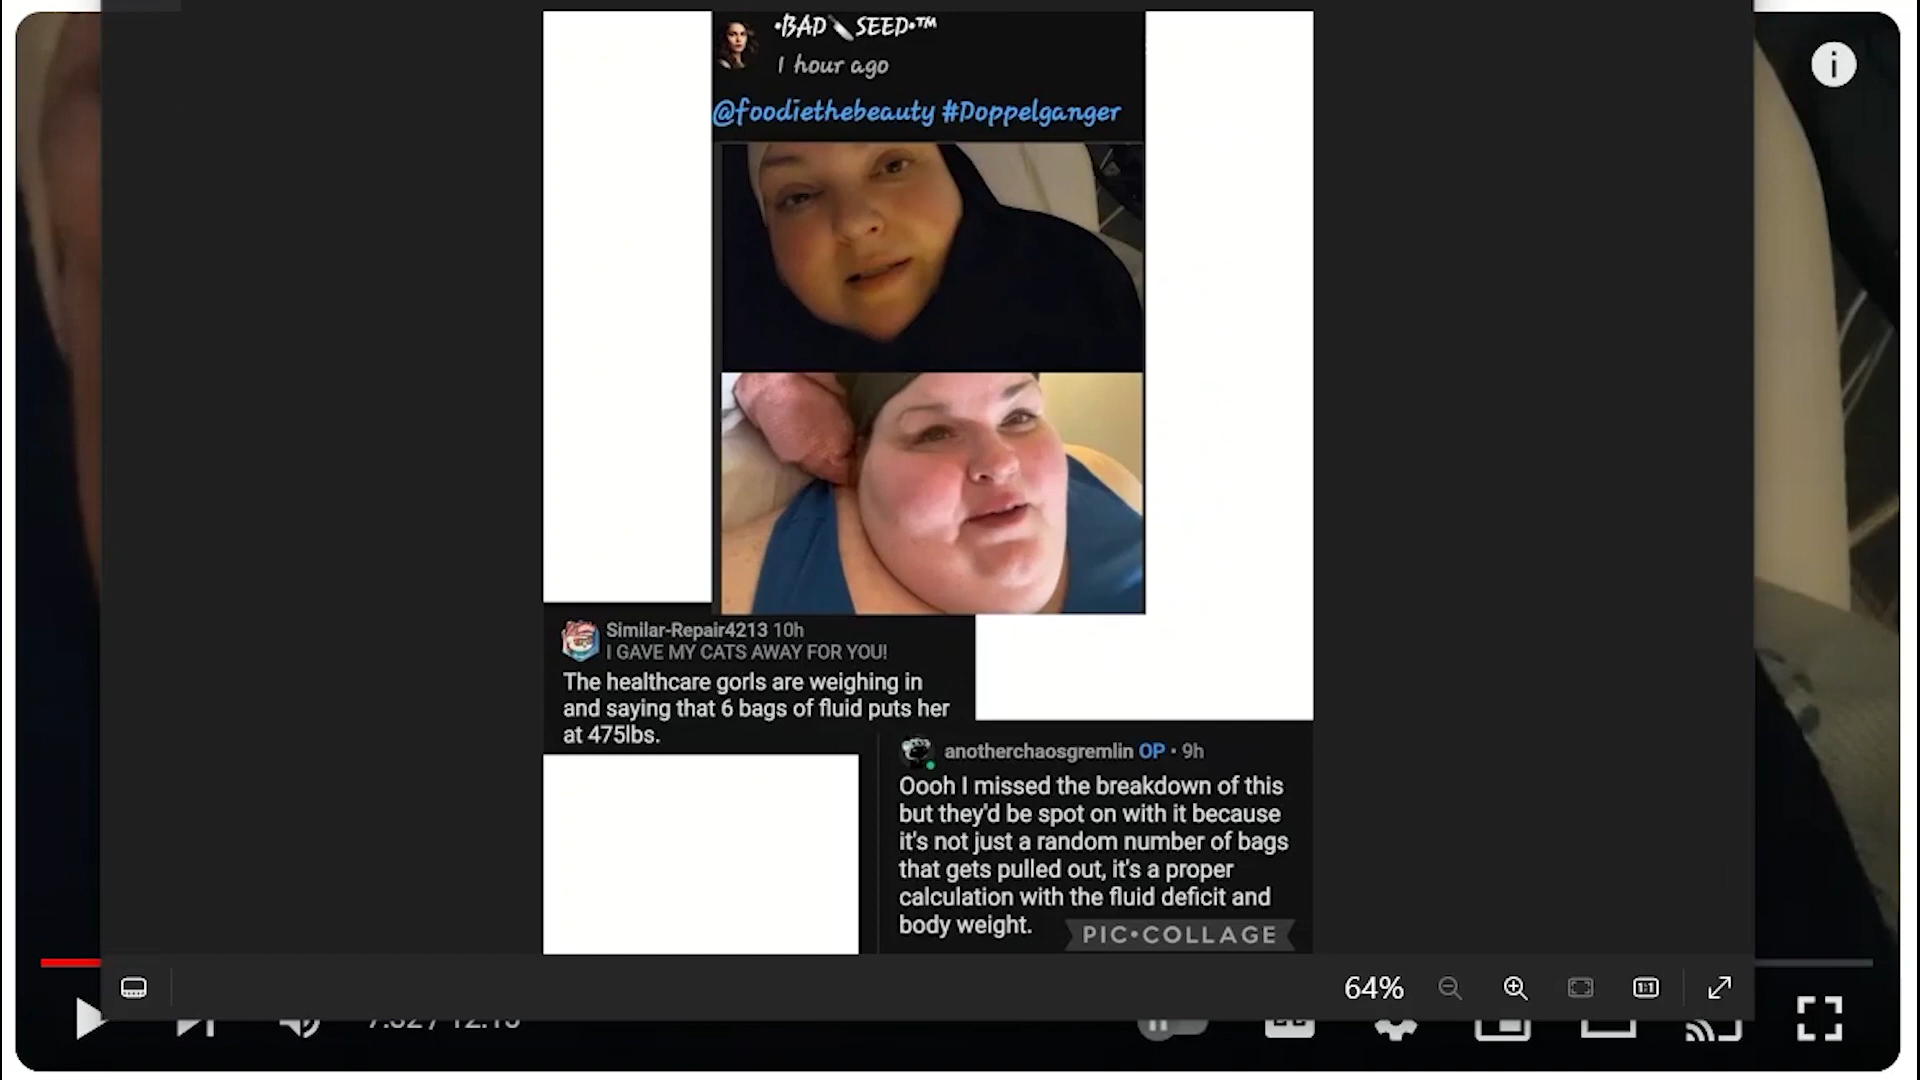 •BAD SEED•™
1 hour ago
@foodiethebeauty #Doppelganger
Similar-Repair4213 10h
I GAVE MY CATS AWAY FOR YOU!
The healthcare gorls are weighing in
and saying that 6 bags of fluid puts her
at 475lbs.
anotherchaosgremlin OP • 9h
Oooh I missed the breakdown of this
but they'd be spot on with it because
it's not just a random number of bags
that gets pulled out, it's a proper
calculation with the fluid deficit and
body weight.
PIC•COLLAGE
64%
1:1